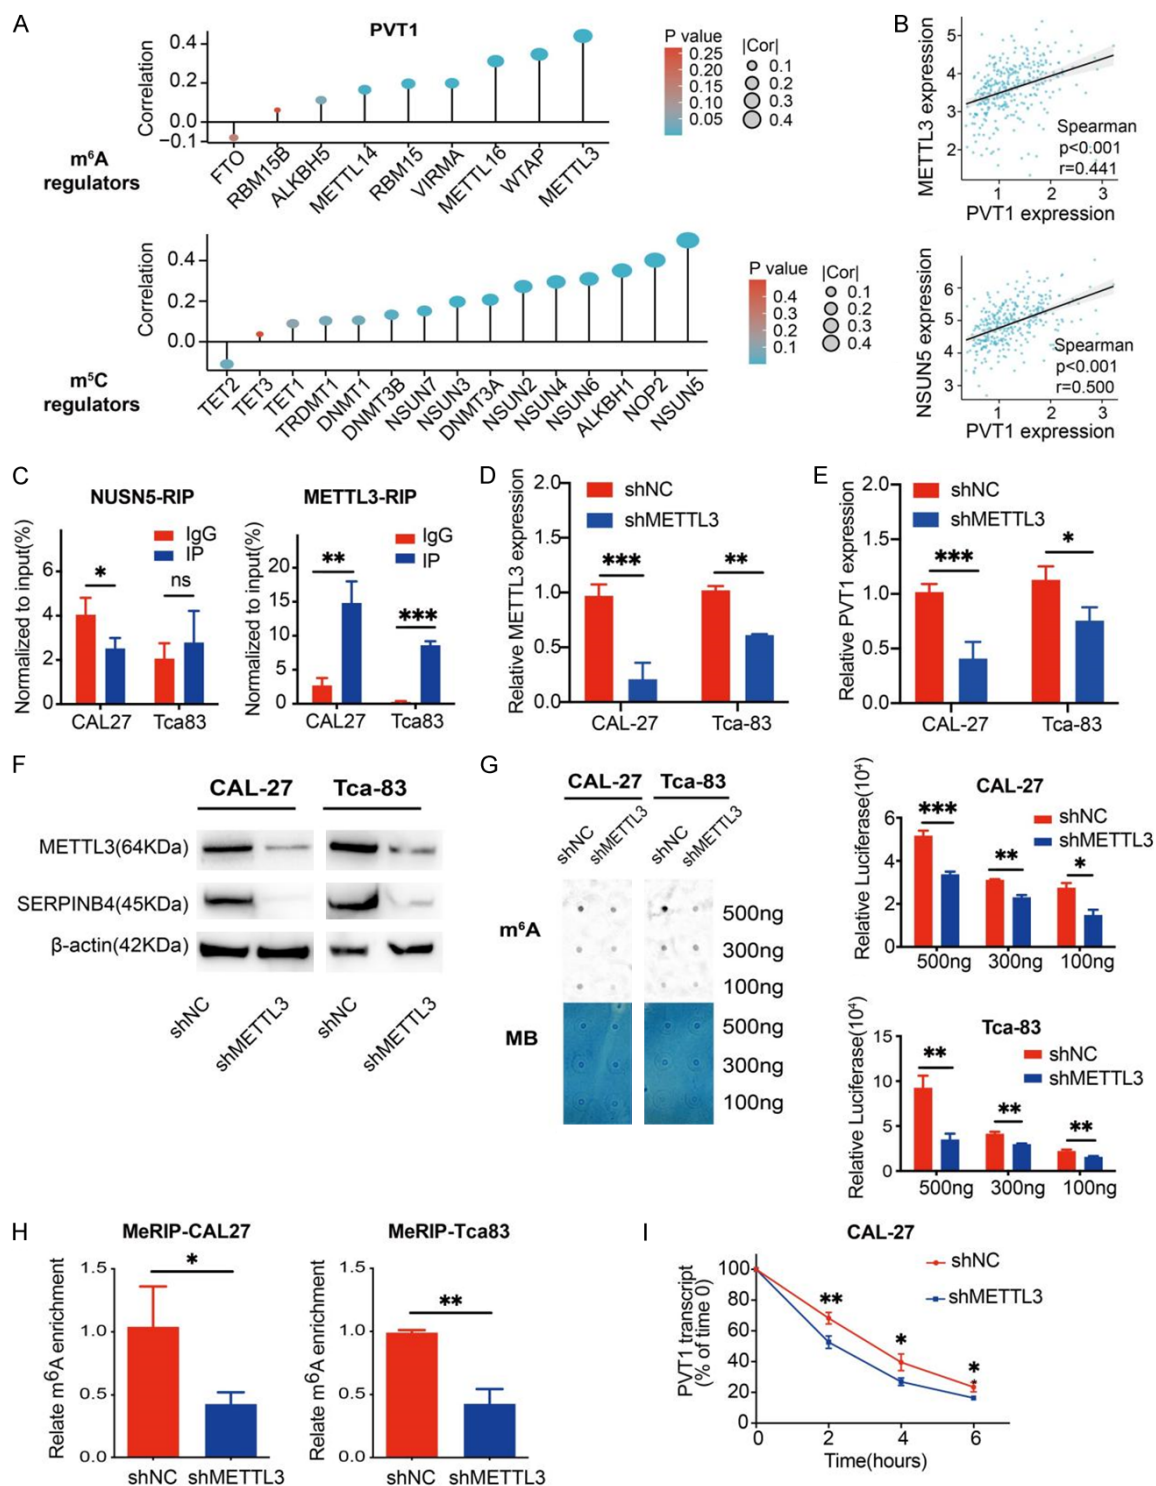 A
PVT1
Correlation
0.4
0.2
0.0
−0.1
m⁶A
regulators
FTO
RBM15B
ALKBH5
METTL14
RBM15
VIRMA
METTL16
WTAP
METTL3
P value
0.25
0.20
0.15
0.10
0.05
|Cor|
0.1
0.2
0.3
0.4
Correlation
0.4
0.2
0.0
m⁵C
regulators
TET2
TET3
TET1
TRDMT1
DNMT1
DNMT3B
NSUN7
NSUN3
DNMT3A
NSUN2
NSUN4
NSUN6
ALKBH1
NOP2
NSUN5
P value
0.4
0.3
0.2
0.1
|Cor|
0.1
0.2
0.3
0.4
B
METTL3 expression
5
4
3
2
Spearman
p<0.001
r=0.441
1 2 3
PVT1 expression
NSUN5 expression
6
5
4
3
Spearman
p<0.001
r=0.500
1 2 3
PVT1 expression
C
NUSN5-RIP
Normalized to input(%)
6
4
2
0
IgG
IP
*
ns
CAL27 Tca83
METTL3-RIP
Normalized to input(%)
20
15
10
5
0
IgG
IP
**
***
CAL27 Tca83
D
Relative METTL3 expression
2.0
1.5
1.0
0.5
0.0
shNC
shMETTL3
***
**
CAL-27 Tca-83
E
Relative PVT1 expression
2.0
1.5
1.0
0.5
0.0
shNC
shMETTL3
***
*
CAL-27 Tca-83
F
CAL-27 Tca-83
METTL3(64KDa)
SERPINB4(45KDa)
β-actin(42KDa)
shNC
shMETTL3
shNC
shMETTL3
G
CAL-27 Tca-83
shNC
shMETTL3
shNC
shMETTL3
m⁶A
500ng
300ng
100ng
MB
500ng
300ng
100ng
CAL-27
Relative Luciferase(10⁴)
6
4
2
0
shNC
shMETTL3
***
**
*
500ng 300ng 100ng
Tca-83
Relative Luciferase(10⁴)
15
10
5
0
shNC
shMETTL3
**
**
**
500ng 300ng 100ng
H
MeRIP-CAL27
Relate m⁶A enrichment
1.5
1.0
0.5
0.0
*
shNC shMETTL3
MeRIP-Tca83
Relate m⁶A enrichment
1.5
1.0
0.5
0.0
**
shNC shMETTL3
I
CAL-27
PVT1 transcript
(% of time 0)
100
80
60
40
20
0
shNC
shMETTL3
**
*
*
0 2 4 6
Time(hours)